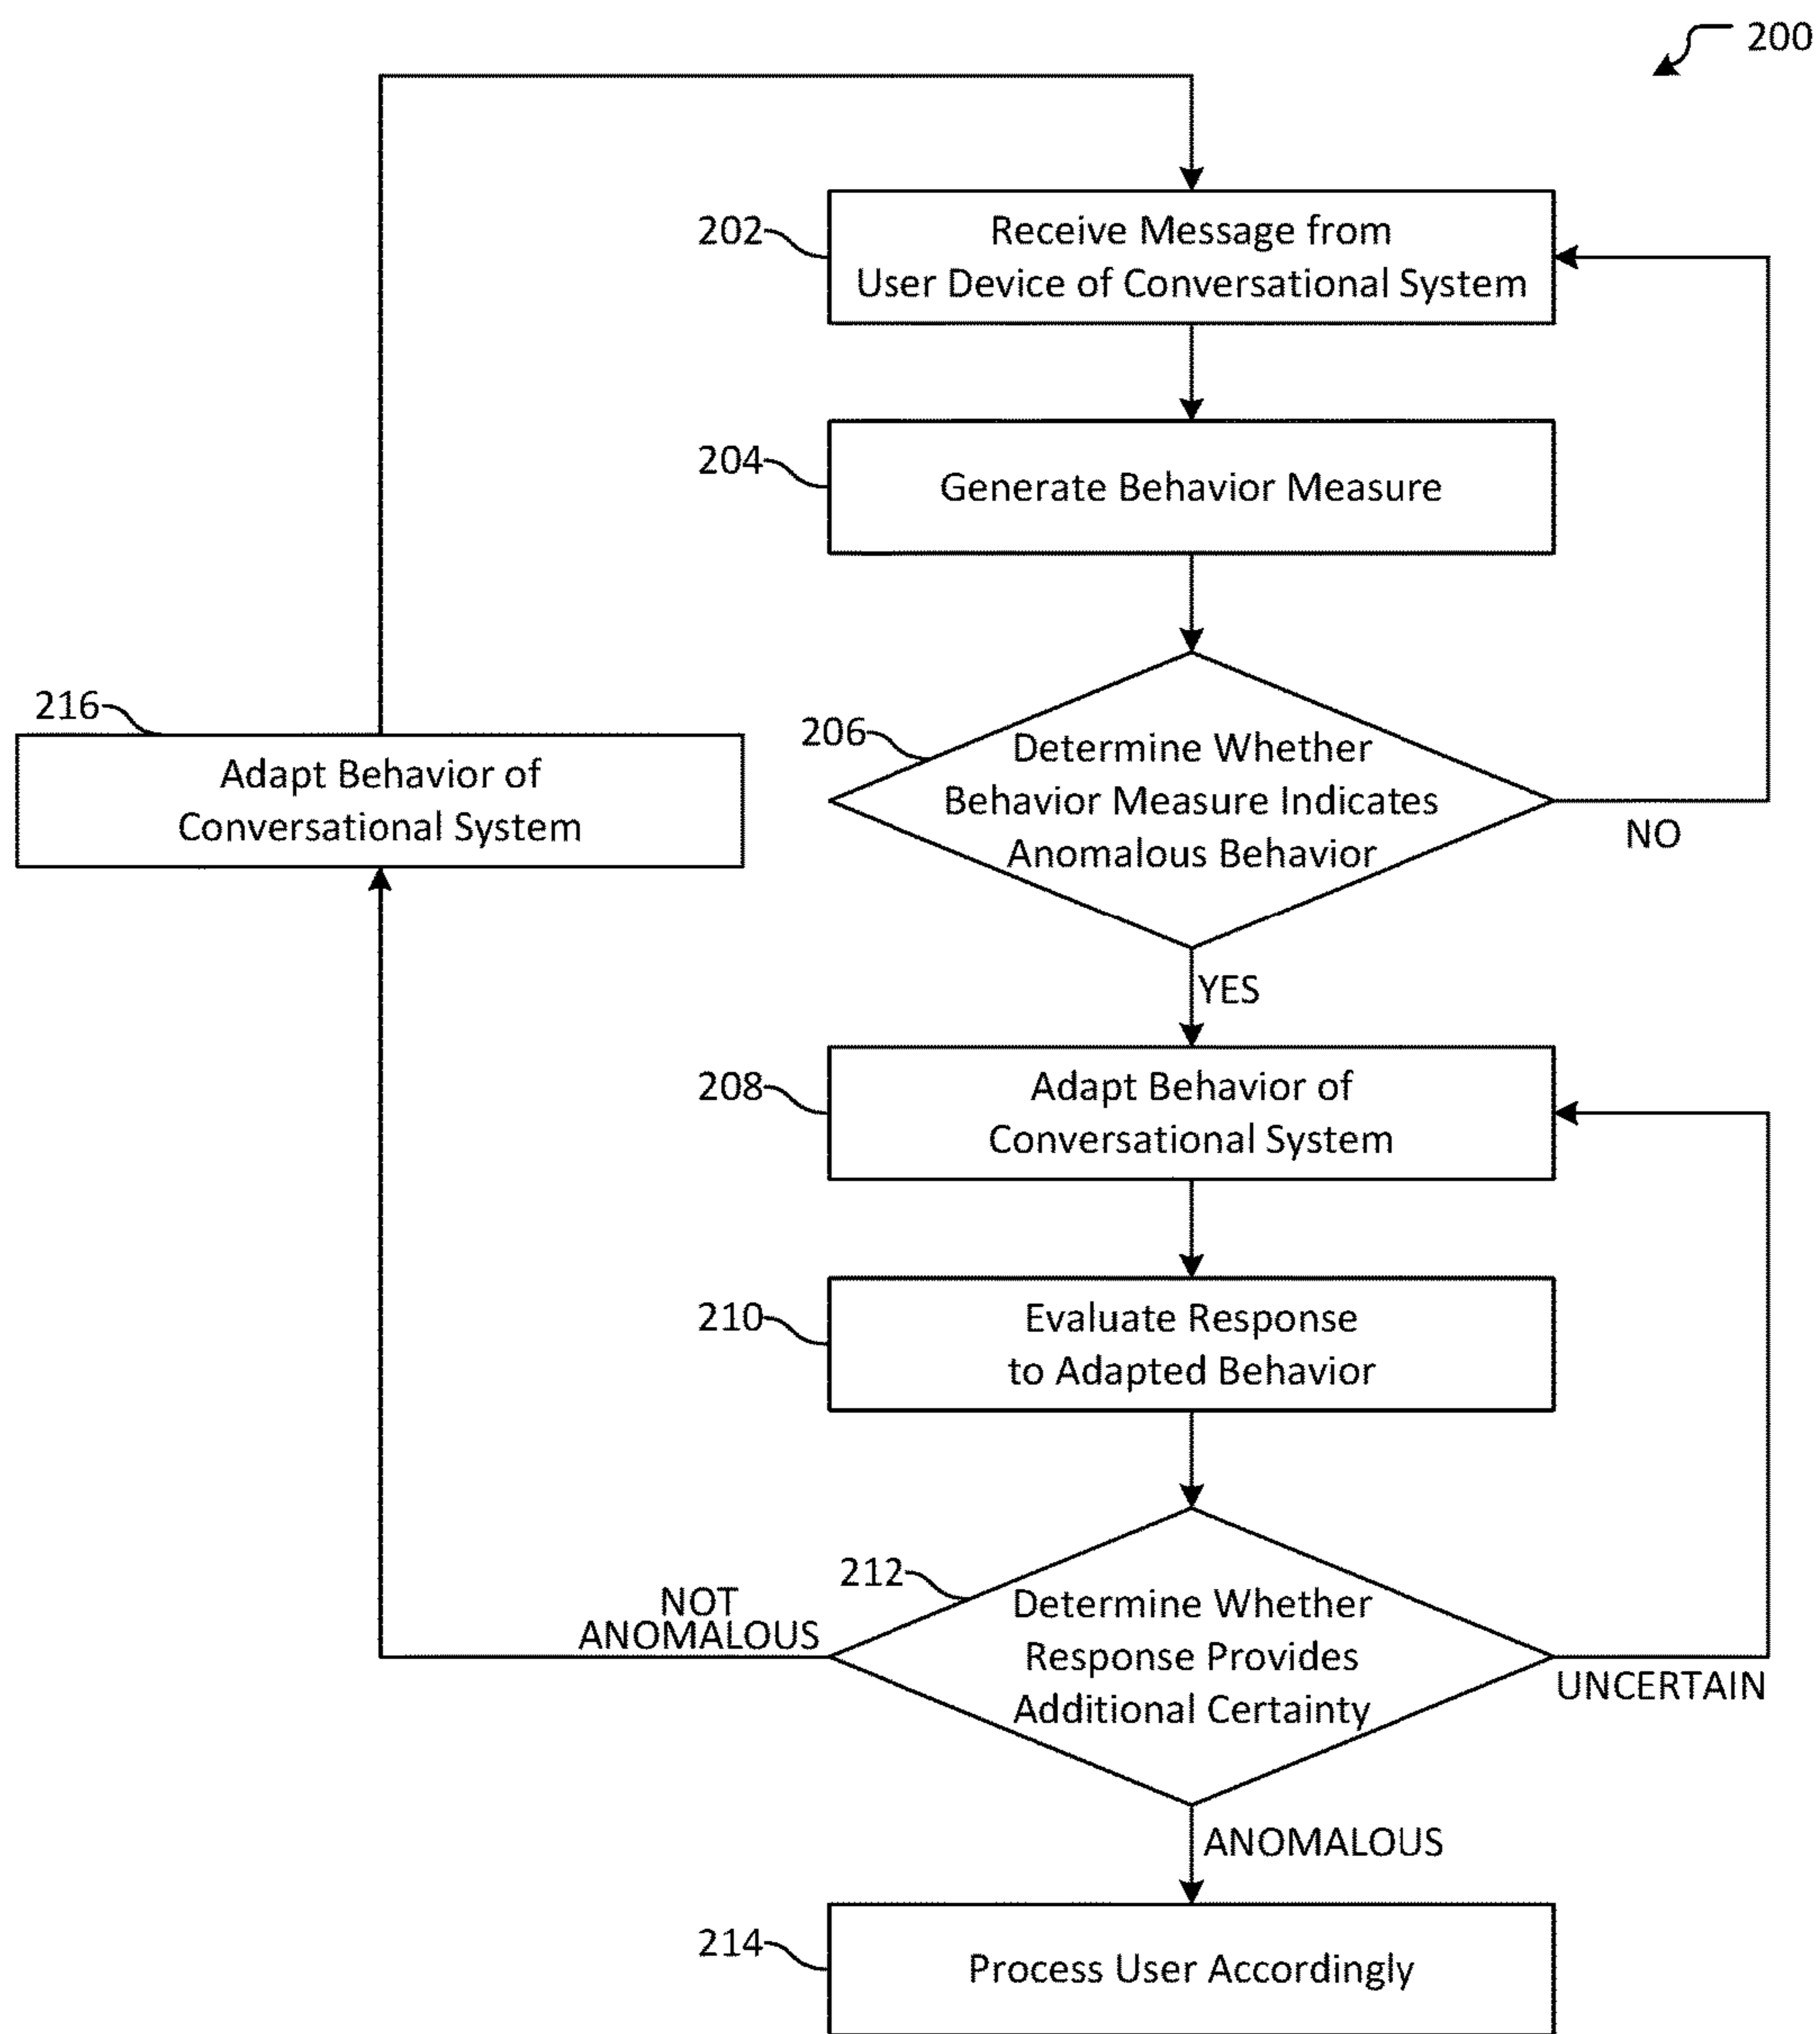 200
202
Receive Message from
User Device of Conversational System
204
Generate Behavior Measure
216
Adapt Behavior of
Conversational System
206
Determine Whether
Behavior Measure Indicates
Anomalous Behavior
NO
YES
208
Adapt Behavior of
Conversational System
210
Evaluate Response
to Adapted Behavior
212
Determine Whether
Response Provides
Additional Certainty
NOT
ANOMALOUS
UNCERTAIN
ANOMALOUS
214
Process User Accordingly